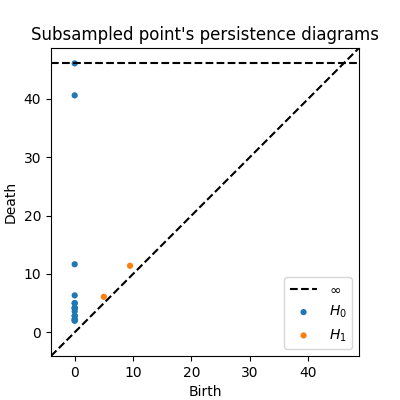 Subsampled point's persistence diagrams
Death
40
30
20
10
0
0 10 20 30 40
Birth
∞
H₀
H₁